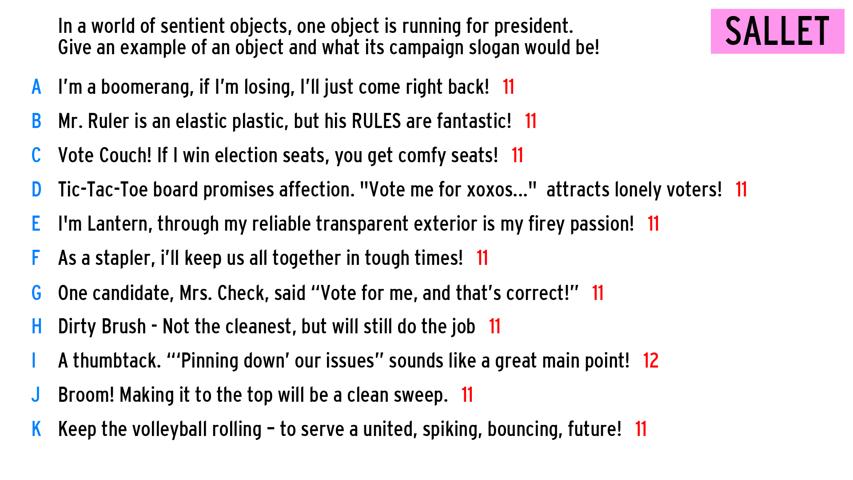 In a world of sentient objects, one object is running for president.
Give an example of an object and what its campaign slogan would be!
SALLET
A I'm a boomerang, if I'm losing, I'll just come right back! 11
B Mr. Ruler is an elastic plastic, but his RULES are fantastic! 11
C Vote Couch! If I win election seats, you get comfy seats! 11
D Tic-Tac-Toe board promises affection. "Vote me for xoxos..." attracts lonely voters! 11
E I'm Lantern, through my reliable transparent exterior is my firey passion! 11
F As a stapler, i'll keep us all together in tough times! 11
G One candidate, Mrs. Check, said “Vote for me, and that's correct!” 11
H Dirty Brush - Not the cleanest, but will still do the job 11
I A thumbtack. “‘Pinning down’ our issues” sounds like a great main point! 12
J Broom! Making it to the top will be a clean sweep. 11
K Keep the volleyball rolling – to serve a united, spiking, bouncing, future! 11